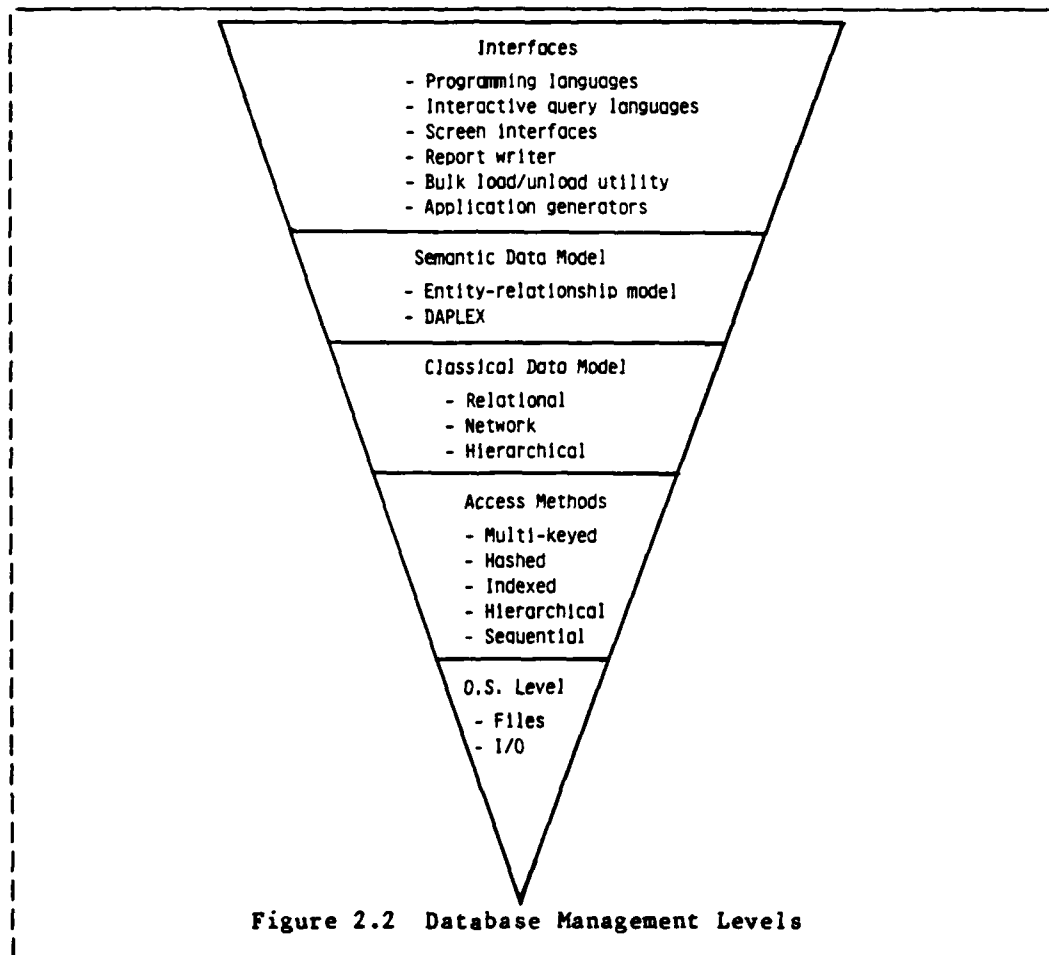 Interfaces
- Programming languages
- Interactive query languages
- Screen interfaces
- Report writer
- Bulk load/unload utility
- Application generators
Semantic Data Model
- Entity-relationship model
- DAPLEX
Classical Data Model
- Relational
- Network
- Hierarchical
Access Methods
- Multi-keyed
- Hashed
- Indexed
- Hierarchical
- Sequential
O.S. Level
- Files
- I/O
Figure 2.2 Database Management Levels